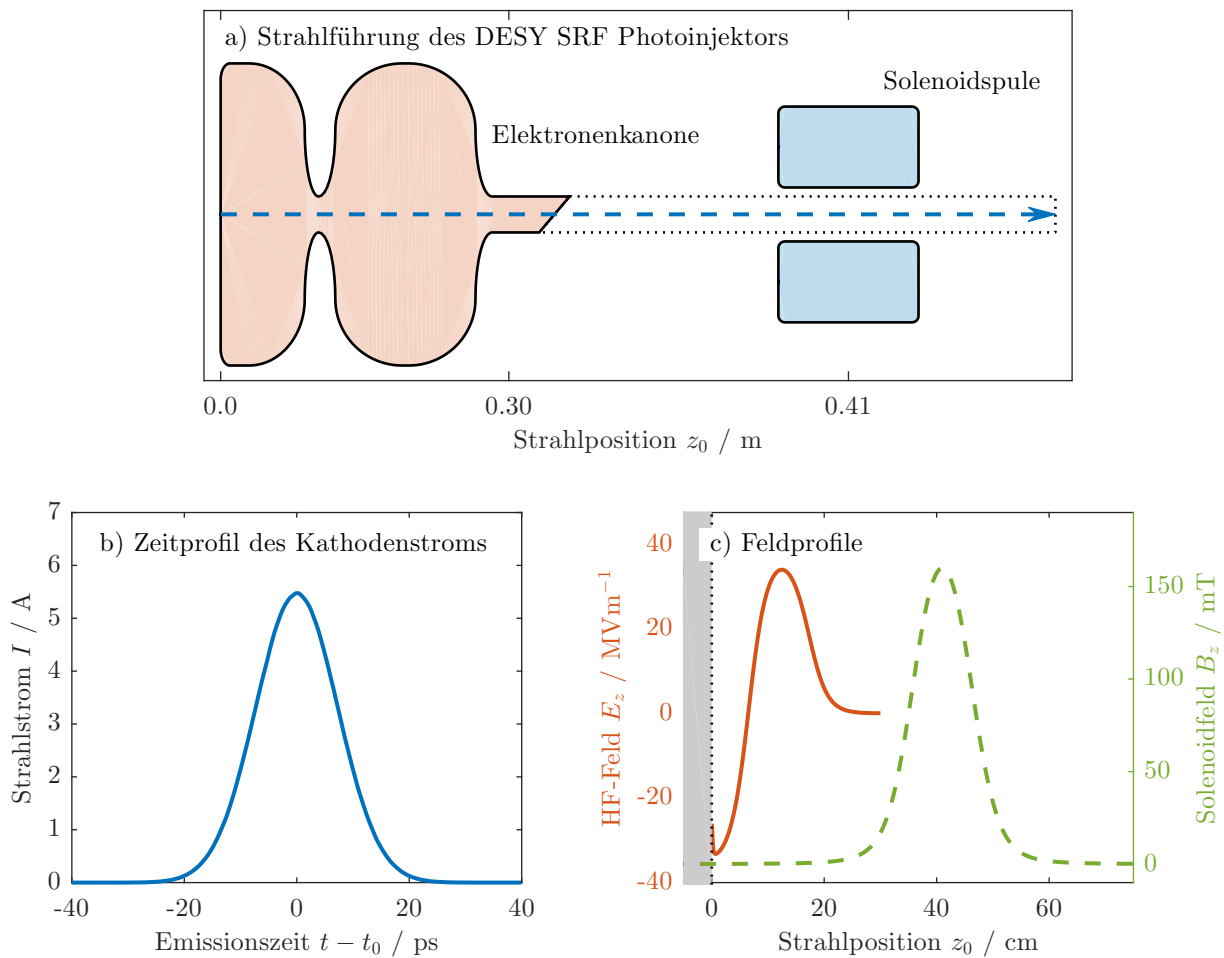 a) Strahlführung des DESY SRF Photoinjektors
Solenoidspule
Elektronenkanone
0.0 0.30 0.41
Strahlposition z₀ / m
b) Zeitprofil des Kathodenstroms
Strahlstrom I / A
7
6
5
4
3
2
1
0
-40 -20 0 20 40
Emissionszeit t − t₀ / ps
c) Feldprofile
HF-Feld E_z / MVm⁻¹
40
20
0
-20
-40
Solenoidfeld B_z / mT
150
100
50
0
0 20 40 60
Strahlposition z₀ / cm